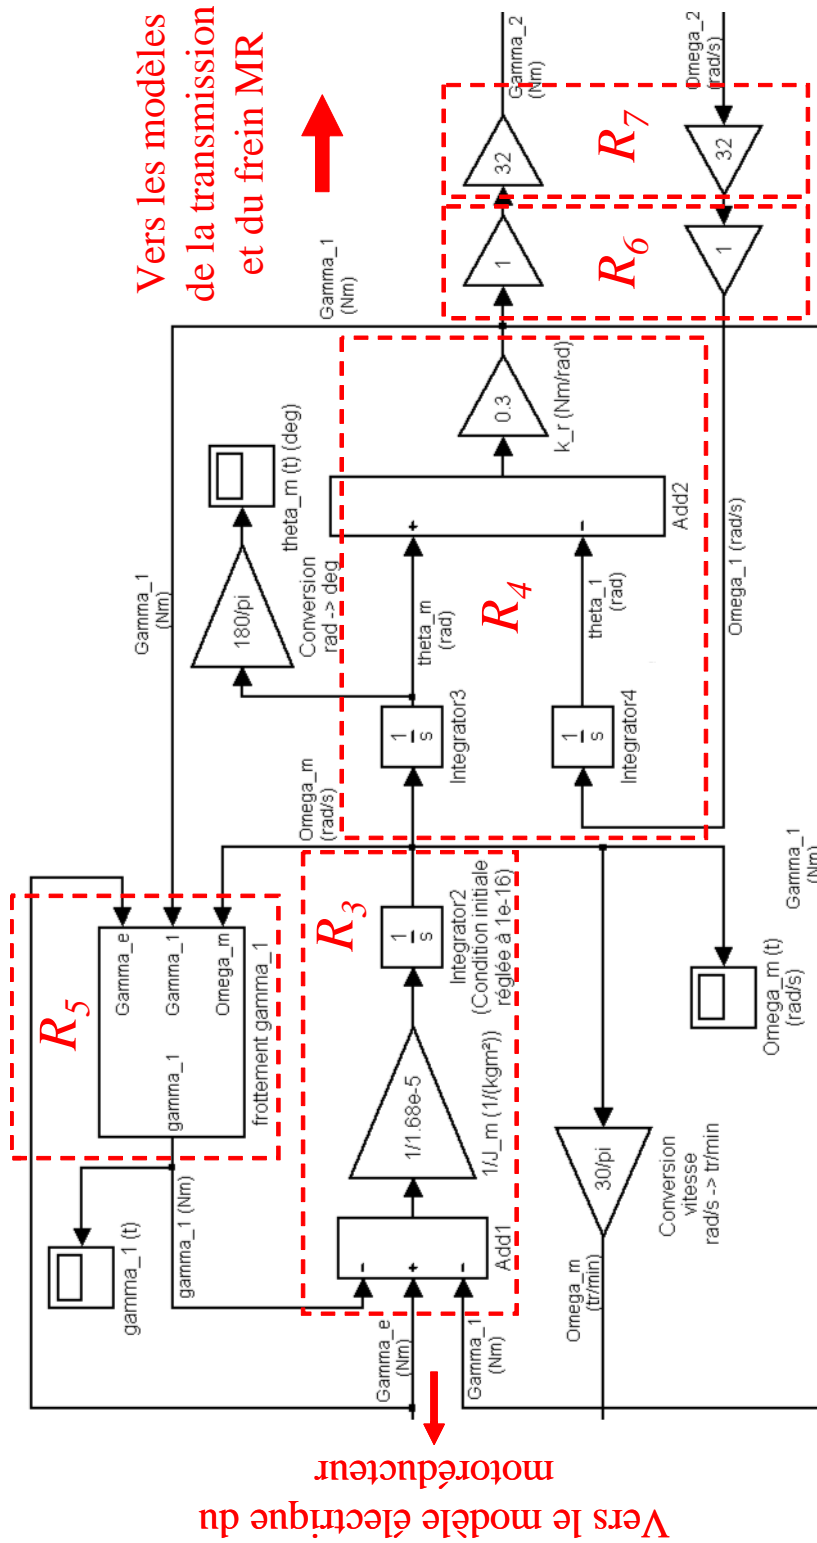 Vers les modèles
de la transmission
et du frein MR
Vers le modèle électrique du
motoréducteur
R5
Gamma_e
Gamma_1
Omega_m
gamma_1
frottement gamma_1
gamma_1 (t)
gamma_1 (Nm)
Gamma_1
(Nm)
Gamma_1
(Nm)
R3
Gamma_e
(Nm)
Gamma_1
(Nm)
-
+
-
Add1
1/1.68e-5
1/J_m (1/(kgm²))
1
s
Integrator2
(Condition initiale
réglée à 1e-16)
Omega_m
(rad/s)
180/pi
Conversion
rad -> deg
theta_m (t) (deg)
R4
1
s
Integrator3
theta_m
(rad)
1
s
Integrator4
theta_1
(rad)
+
-
Add2
0.3
k_r (Nm/rad)
Omega_1 (rad/s)
R6
1
1
R7
32
32
Gamma_2
(Nm)
Omega_2
(rad/s)
Omega_m
(tr/min)
30/pi
Conversion
vitesse
rad/s -> tr/min
Omega_m (t)
(rad/s)
Gamma_1
(Nm)